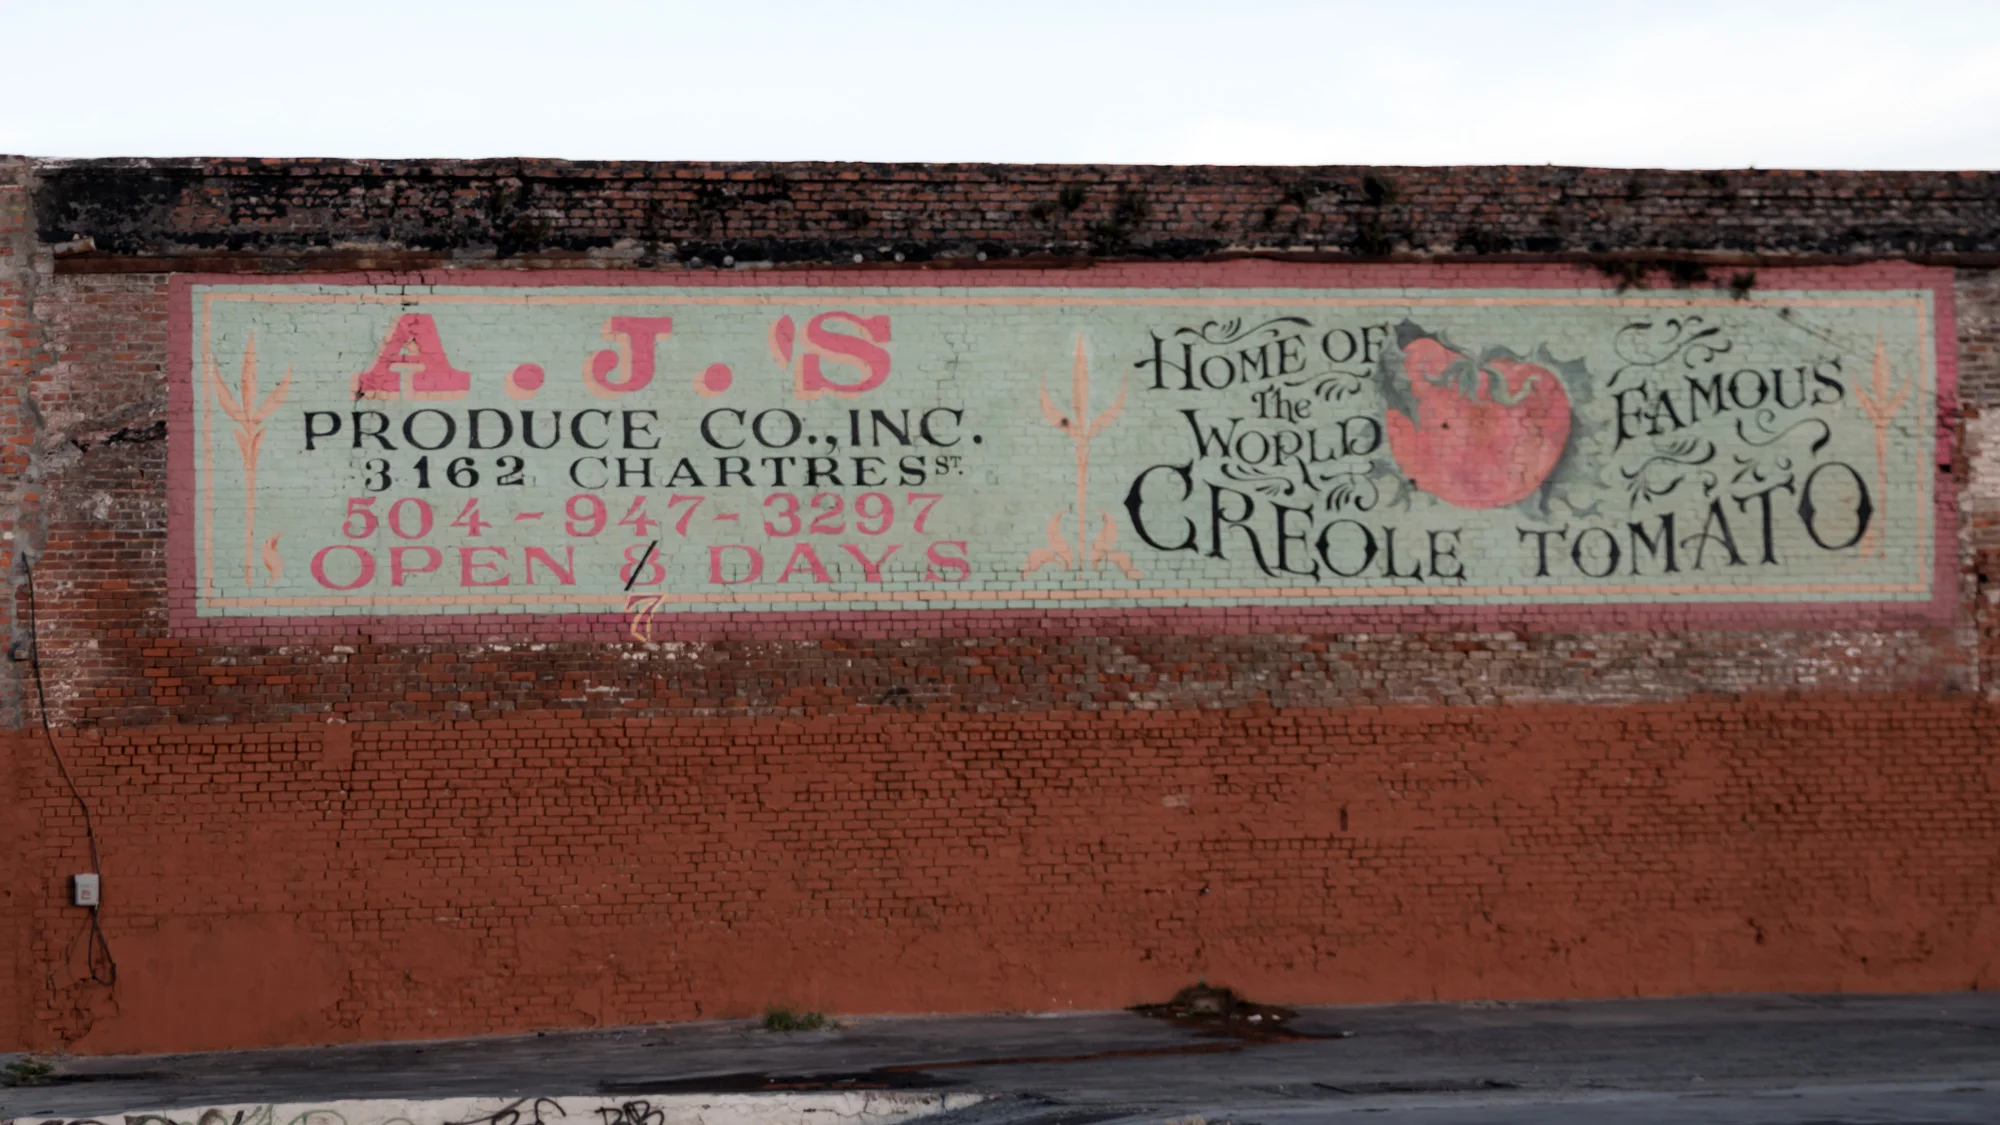 A.J.'S
PRODUCE CO., INC.
3162 CHARTRES ST.
504-947-3297
OPEN 8 DAYS
7
HOME OF
The
WORLD
FAMOUS
CREOLE TOMATO